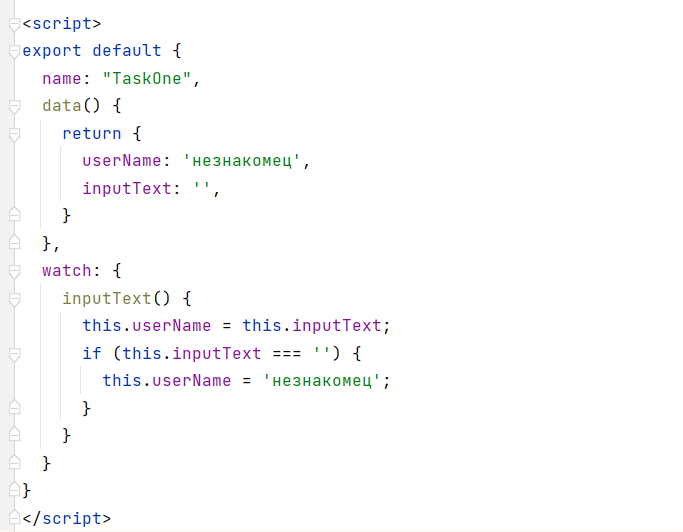 <script>
export default {
  name: "TaskOne",
  data() {
    return {
      userName: 'незнакомец',
      inputText: '',
    }
  },
  watch: {
    inputText() {
      this.userName = this.inputText;
      if (this.inputText === '') {
        this.userName = 'незнакомец';
      }
    }
  }
}
</script>